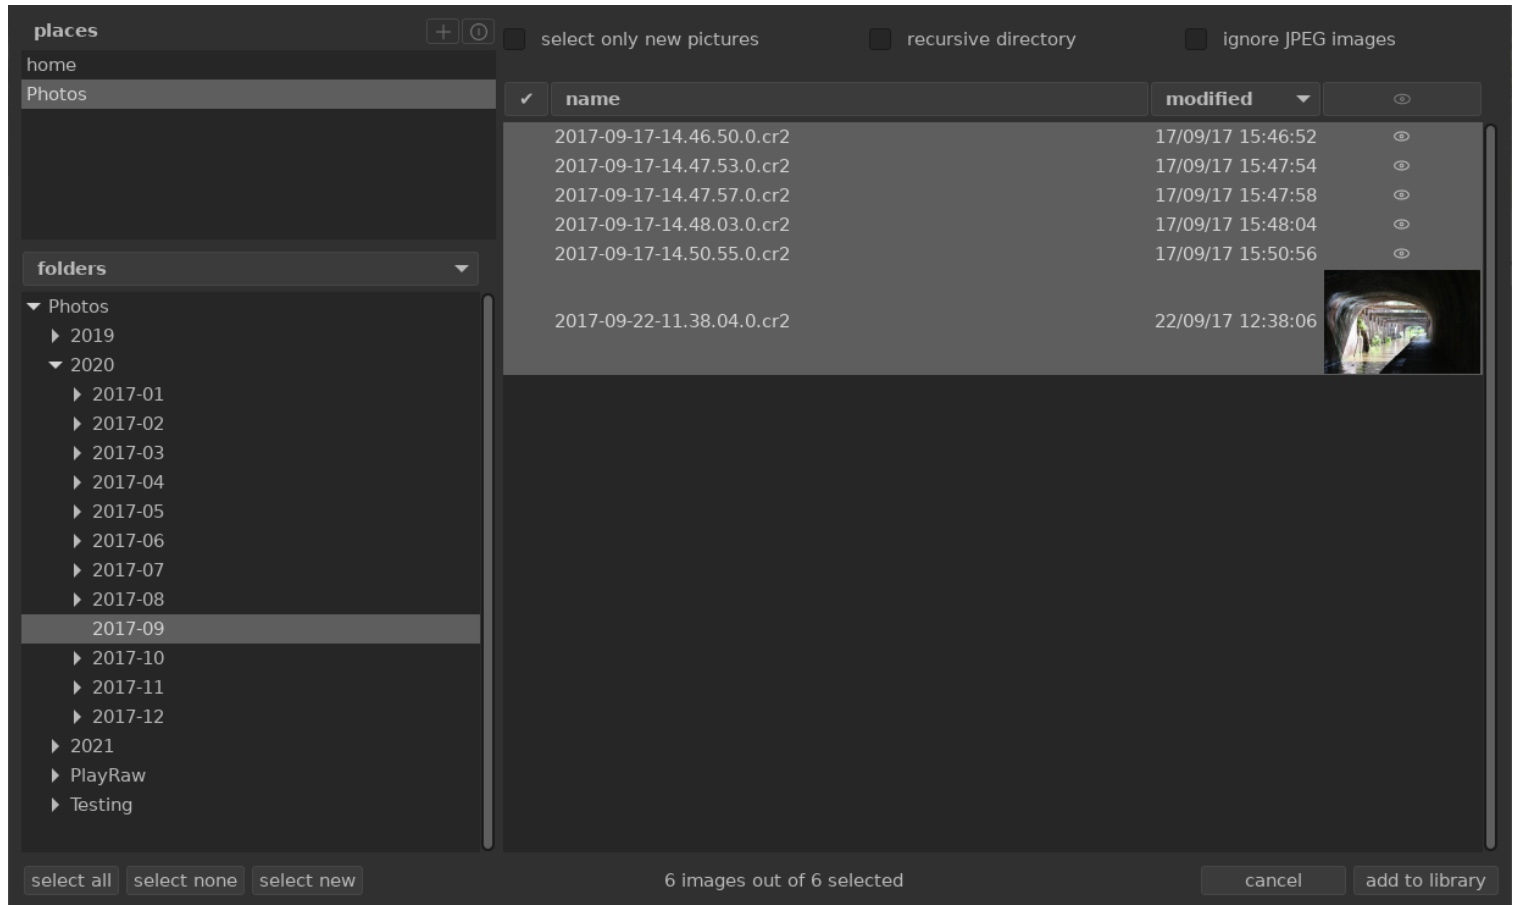 places
home
Photos
folders
Photos
2019
2020
2017-01
2017-02
2017-03
2017-04
2017-05
2017-06
2017-07
2017-08
2017-09
2017-10
2017-11
2017-12
2021
PlayRaw
Testing
select all select none select new
select only new pictures recursive directory ignore JPEG images
✔ name modified
2017-09-17-14.46.50.0.cr2 17/09/17 15:46:52
2017-09-17-14.47.53.0.cr2 17/09/17 15:47:54
2017-09-17-14.47.57.0.cr2 17/09/17 15:47:58
2017-09-17-14.48.03.0.cr2 17/09/17 15:48:04
2017-09-17-14.50.55.0.cr2 17/09/17 15:50:56
2017-09-22-11.38.04.0.cr2 22/09/17 12:38:06
6 images out of 6 selected
cancel add to library